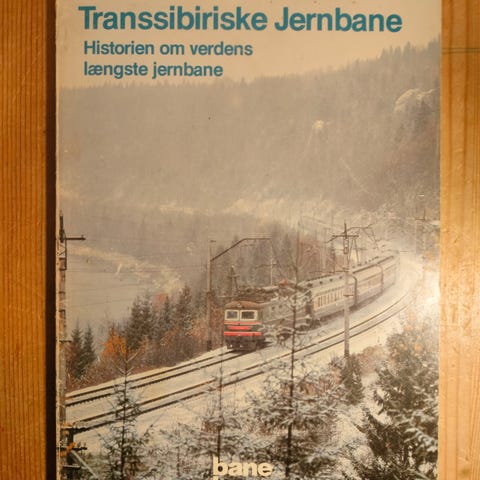 Transsibiriske Jernbane
Historien om verdens
længste jernbane
bane